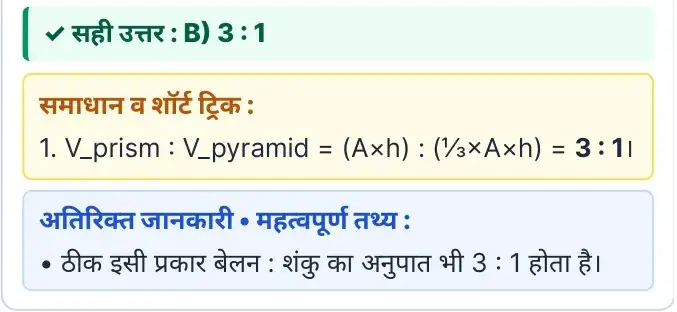 ✓ सही उत्तर : B) 3 : 1
समाधान व शॉर्ट ट्रिक :
1. V_prism : V_pyramid = (A×h) : (⅓×A×h) = 3 : 1।
अतिरिक्त जानकारी • महत्वपूर्ण तथ्य :
• ठीक इसी प्रकार बेलन : शंकु का अनुपात भी 3 : 1 होता है।